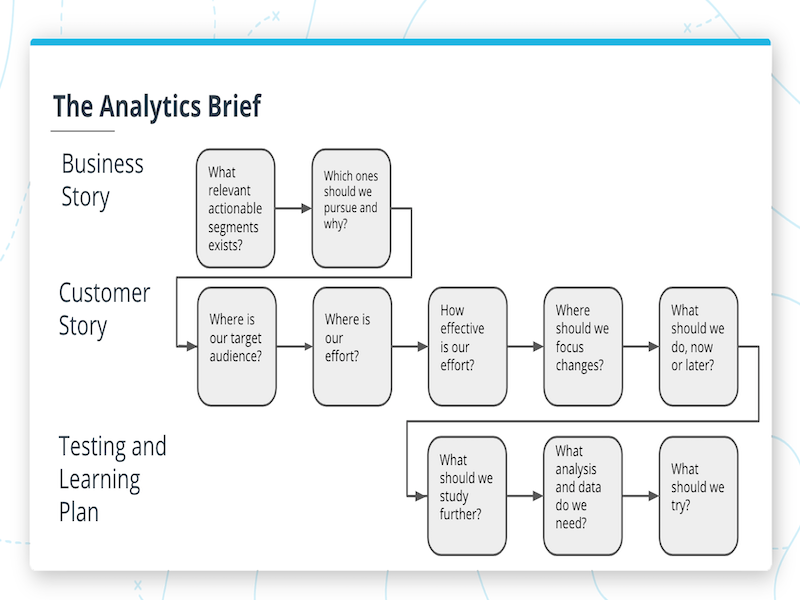 The Analytics Brief
Business
Story
What
relevant
actionable
segments
exists?
Which ones
should we
pursue and
why?
Customer
Story
Where is
our target
audience?
Where is
our
effort?
How
effective
is our
effort?
Where
should we
focus
changes?
What
should we
do, now
or later?
Testing and
Learning
Plan
What
should we
study
further?
What
analysis
and data
do we
need?
What
should we
try?